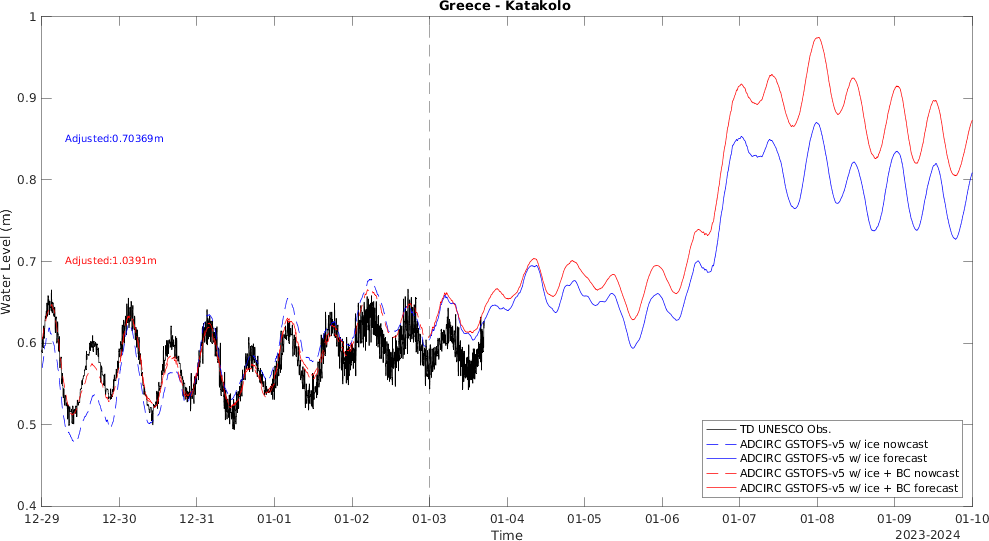 Greece - Katakolo
1
0.9
0.8
0.7
0.6
0.5
0.4
Water Level (m)
Adjusted:0.70369m
Adjusted:1.0391m
TD UNESCO Obs.
ADCIRC GSTOFS-v5 w/ ice nowcast
ADCIRC GSTOFS-v5 w/ ice forecast
ADCIRC GSTOFS-v5 w/ ice + BC nowcast
ADCIRC GSTOFS-v5 w/ ice + BC forecast
12-29 12-30 12-31 01-01 01-02 01-03 01-04 01-05 01-06 01-07 01-08 01-09 01-10
Time
2023-2024